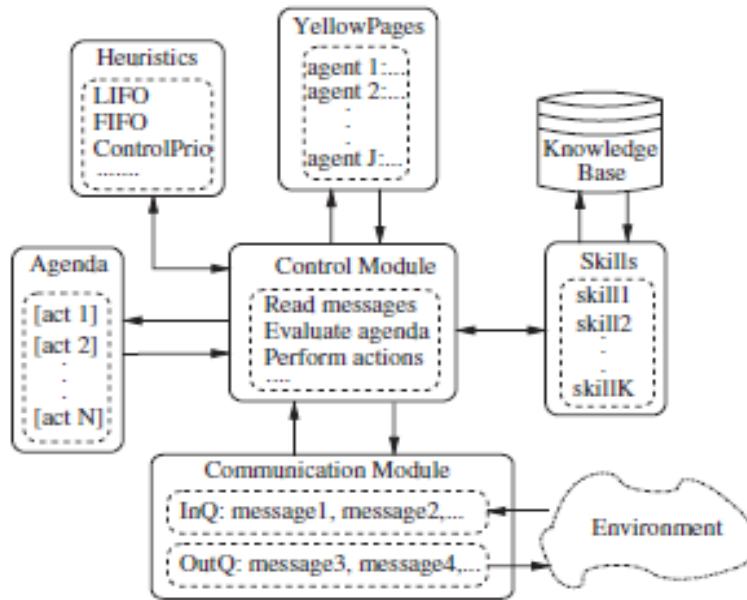 YellowPages
agent 1:....
agent 2:...
.
.
.
agent J:....
Heuristics
LIFO
FIFO
ControlPrio
........
Knowledge
Base
Agenda
[act 1]
[act 2]
.
.
.
[act N]
Control Module
Read messages
Evaluate agenda
Perform actions
.....
Skills
skill1
skill2
.
.
.
skillK
Communication Module
InQ: message1, message2,...
OutQ: message3, message4,...
Environment